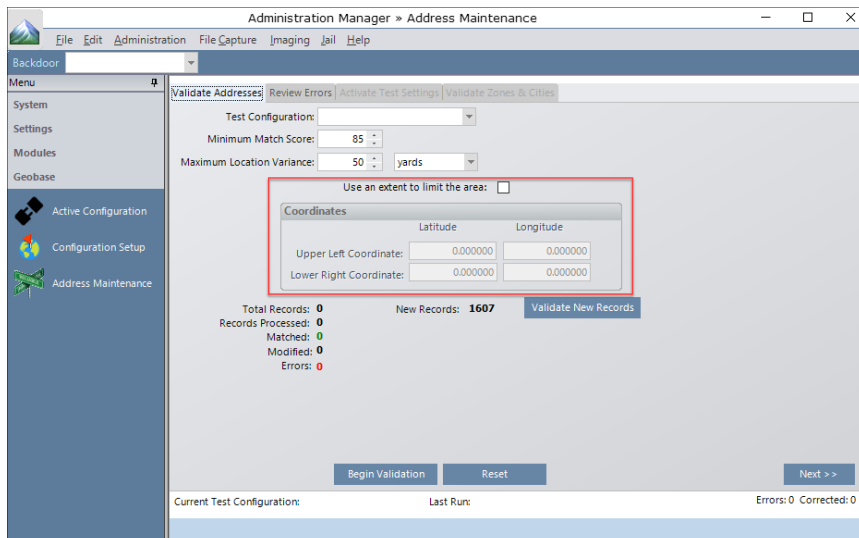 Administration Manager » Address Maintenance
File Edit Administration File Capture Imaging Jail Help
Backdoor
Menu
System
Settings
Modules
Geobase
Active Configuration
Configuration Setup
Address Maintenance
Validate Addresses Review Errors Activate Test Settings Validate Zones & Cities
Test Configuration:
Minimum Match Score: 85
Maximum Location Variance: 50 yards
Use an extent to limit the area:
Coordinates
Latitude Longitude
Upper Left Coordinate: 0.000000 0.000000
Lower Right Coordinate: 0.000000 0.000000
Total Records: 0 New Records: 1607 Validate New Records
Records Processed: 0
Matched: 0
Modified: 0
Errors: 0
Begin Validation Reset Next >>
Current Test Configuration: Last Run: Errors: 0 Corrected: 0